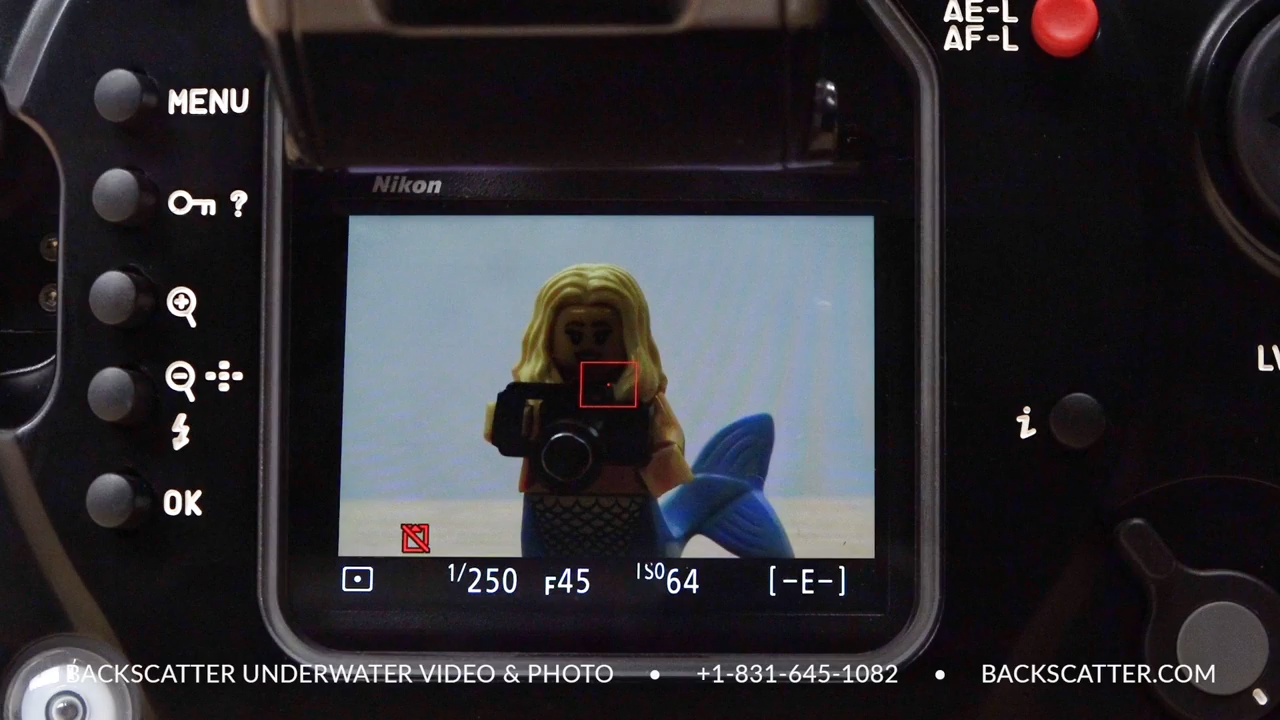 AE-L
AF-L
MENU
?
Nikon
LV
i
OK
1/250 F45 ISO64 [-E-]
BACKSCATTER UNDERWATER VIDEO & PHOTO • +1-831-645-1082 • BACKSCATTER.COM